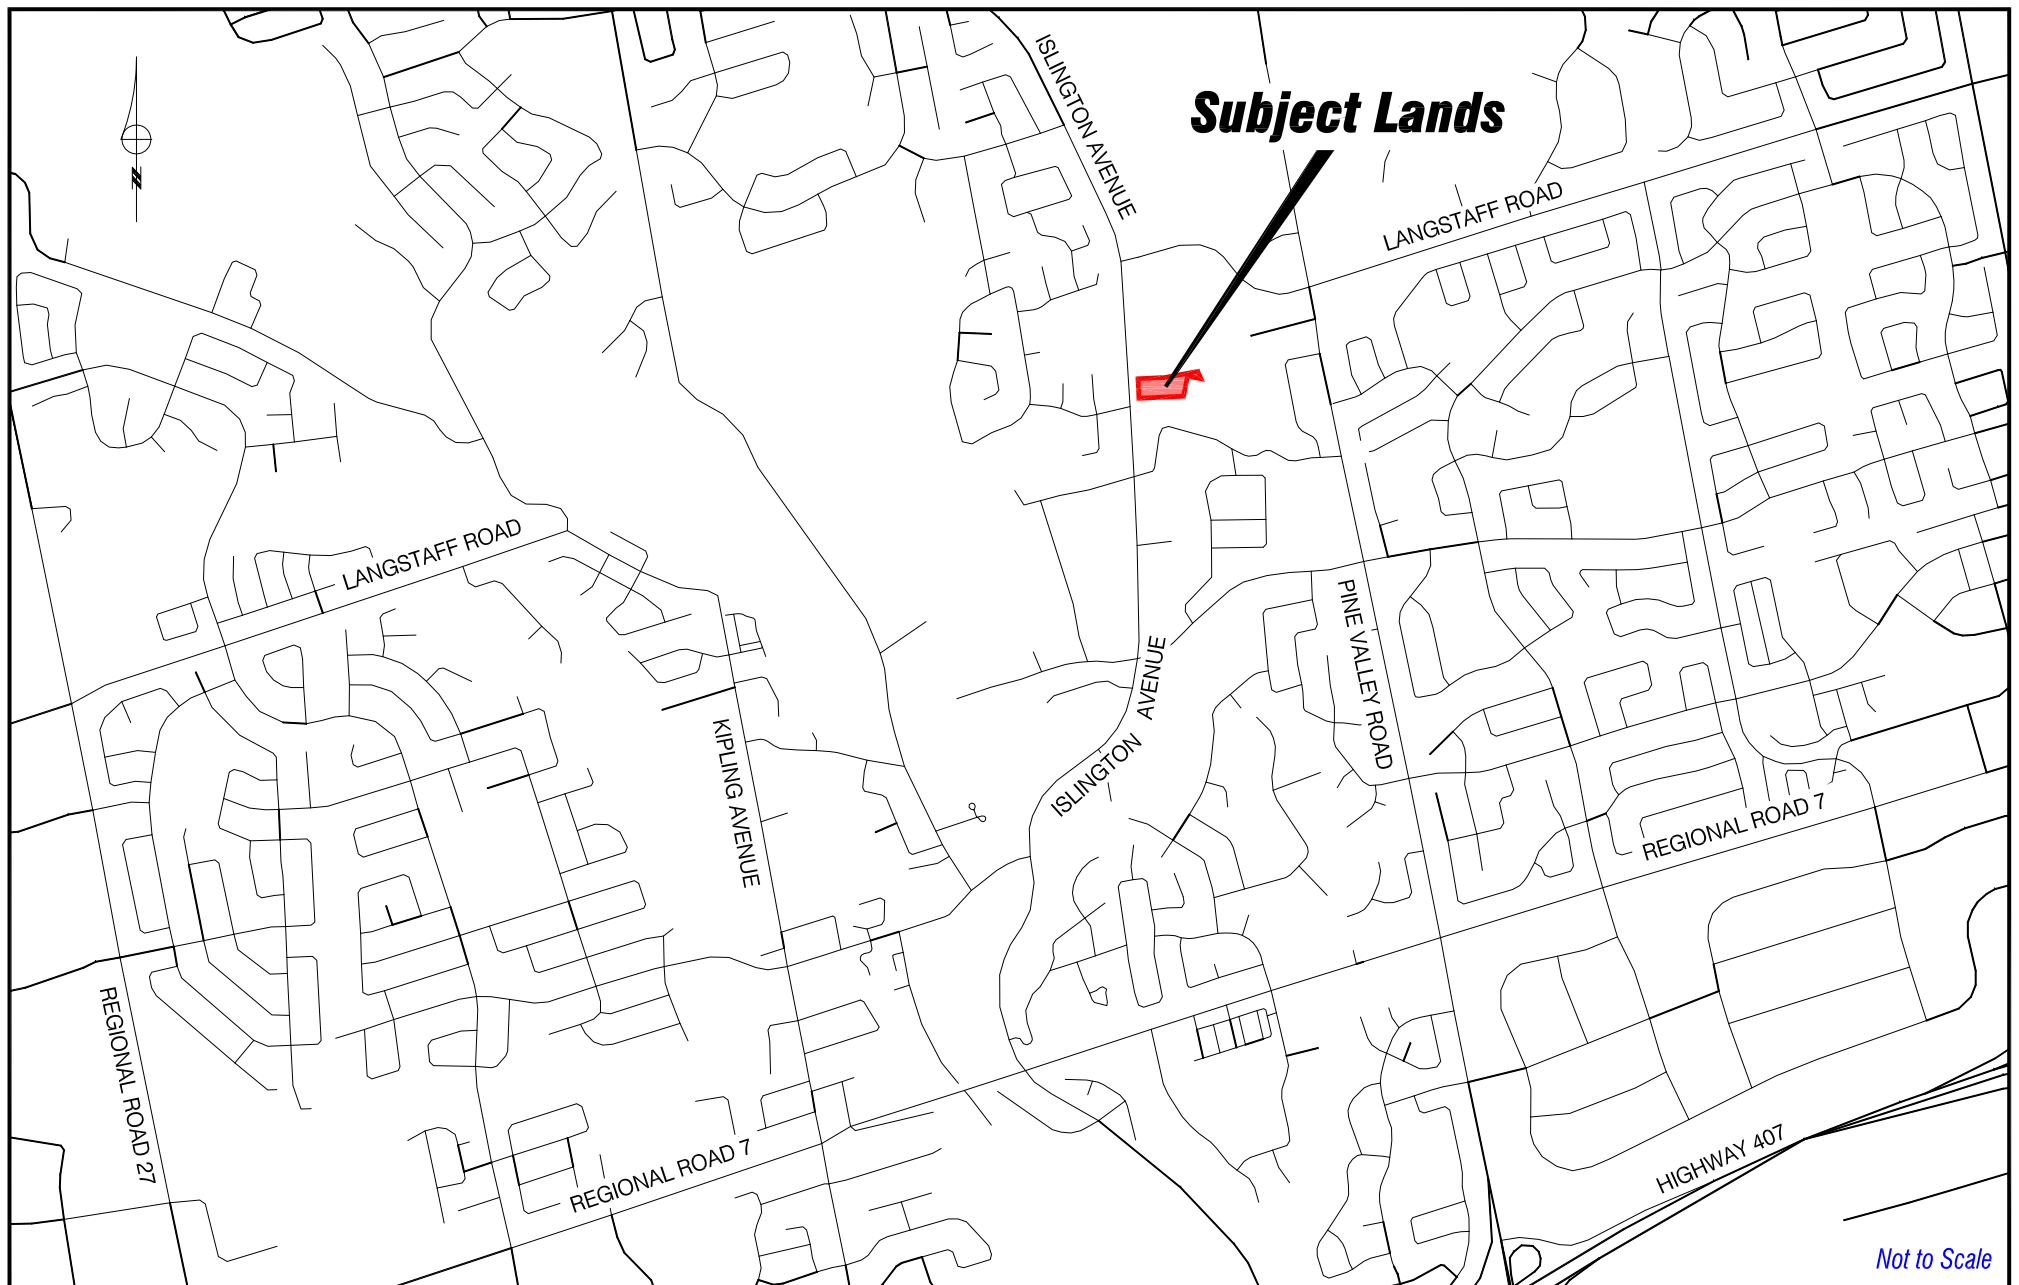 ISLINGTON AVENUE
Subject Lands
N
LANGSTAFF ROAD
LANGSTAFF ROAD
PINE VALLEY ROAD
ISLINGTON AVENUE
KIPLING AVENUE
REGIONAL ROAD 7
REGIONAL ROAD 27
REGIONAL ROAD 7
HIGHWAY 407
Not to Scale